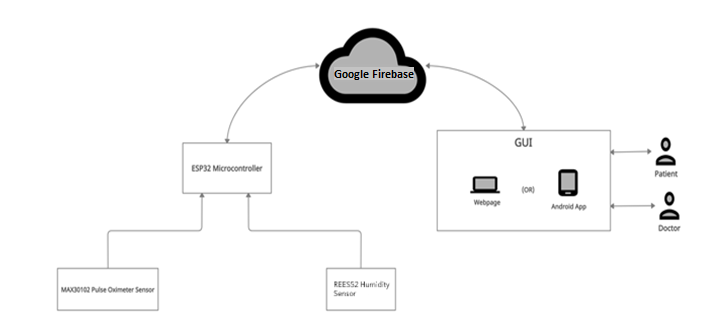 Google Firebase
ESP32 Microcontroller
GUI
Webpage
(OR)
Android App
Patient
Doctor
MAX30102 Pulse Oximeter Sensor
REES52 Humidity
Sensor